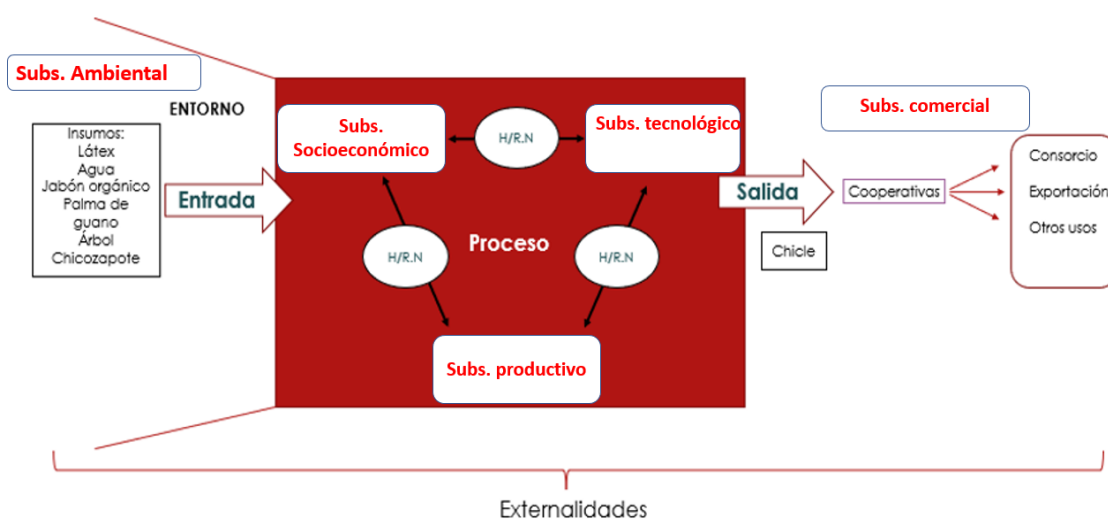 Subs. Ambiental
ENTORNO
Insumos:
Látex
Agua
Jabón orgánico
Palma de
guano
Árbol
Chicozapote
Entrada
Subs.
Socioeconómico
H/R.N
Subs. tecnológico
H/R.N
Proceso
H/R.N
Subs. productivo
Salida
Chicle
Subs. comercial
Cooperativas
Consorcio
Exportación
Otros usos
Externalidades